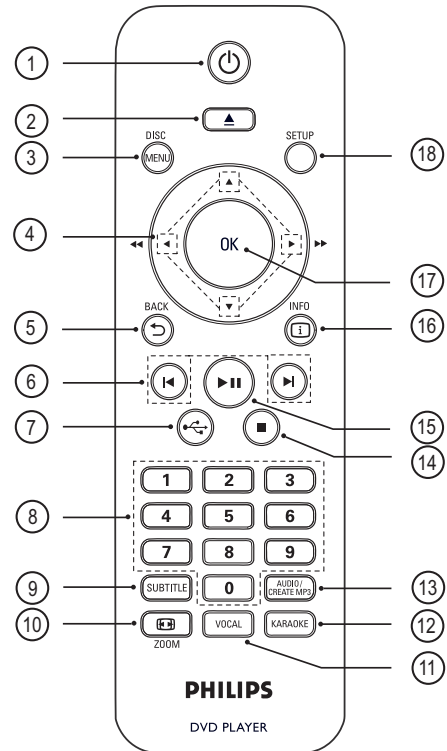 1
2
DISC
SETUP
3
MENU
18
4
OK
17
BACK
INFO
5
i
16
6
7
15
14
1 2 3
4 5 6
8
7 8 9
9
SUBTITLE
0
AUDIO/
CREATE MP3
13
10
VOCAL
KARAOKE
12
ZOOM
11
PHILIPS
DVD PLAYER